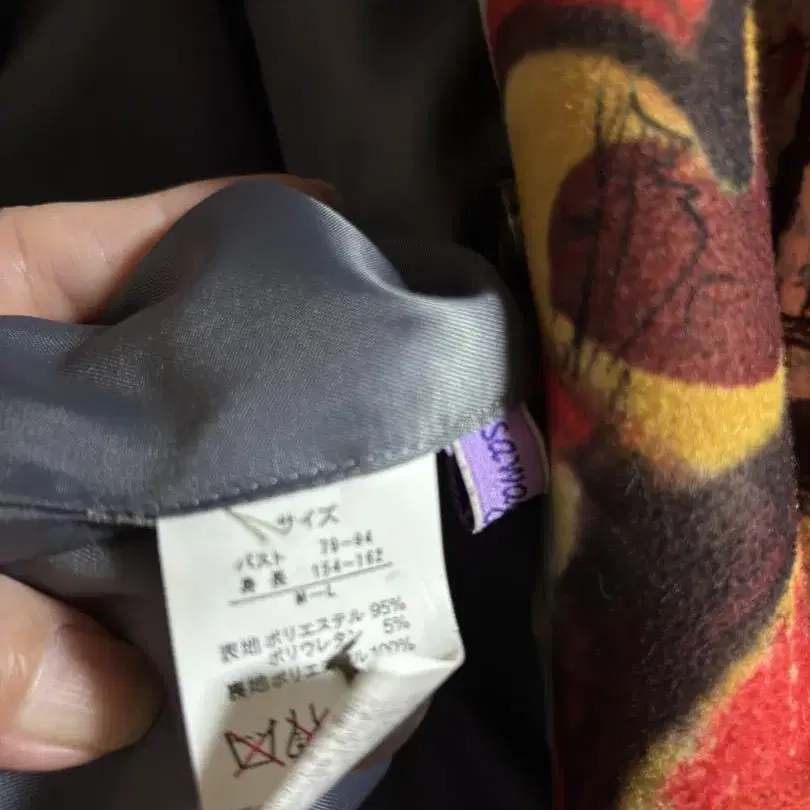 サイズ
バスト 79-94
身長 154-162
M-L
表地 ポリエステル 95%
ポリウレタン 5%
裏地 ポリエステル100%